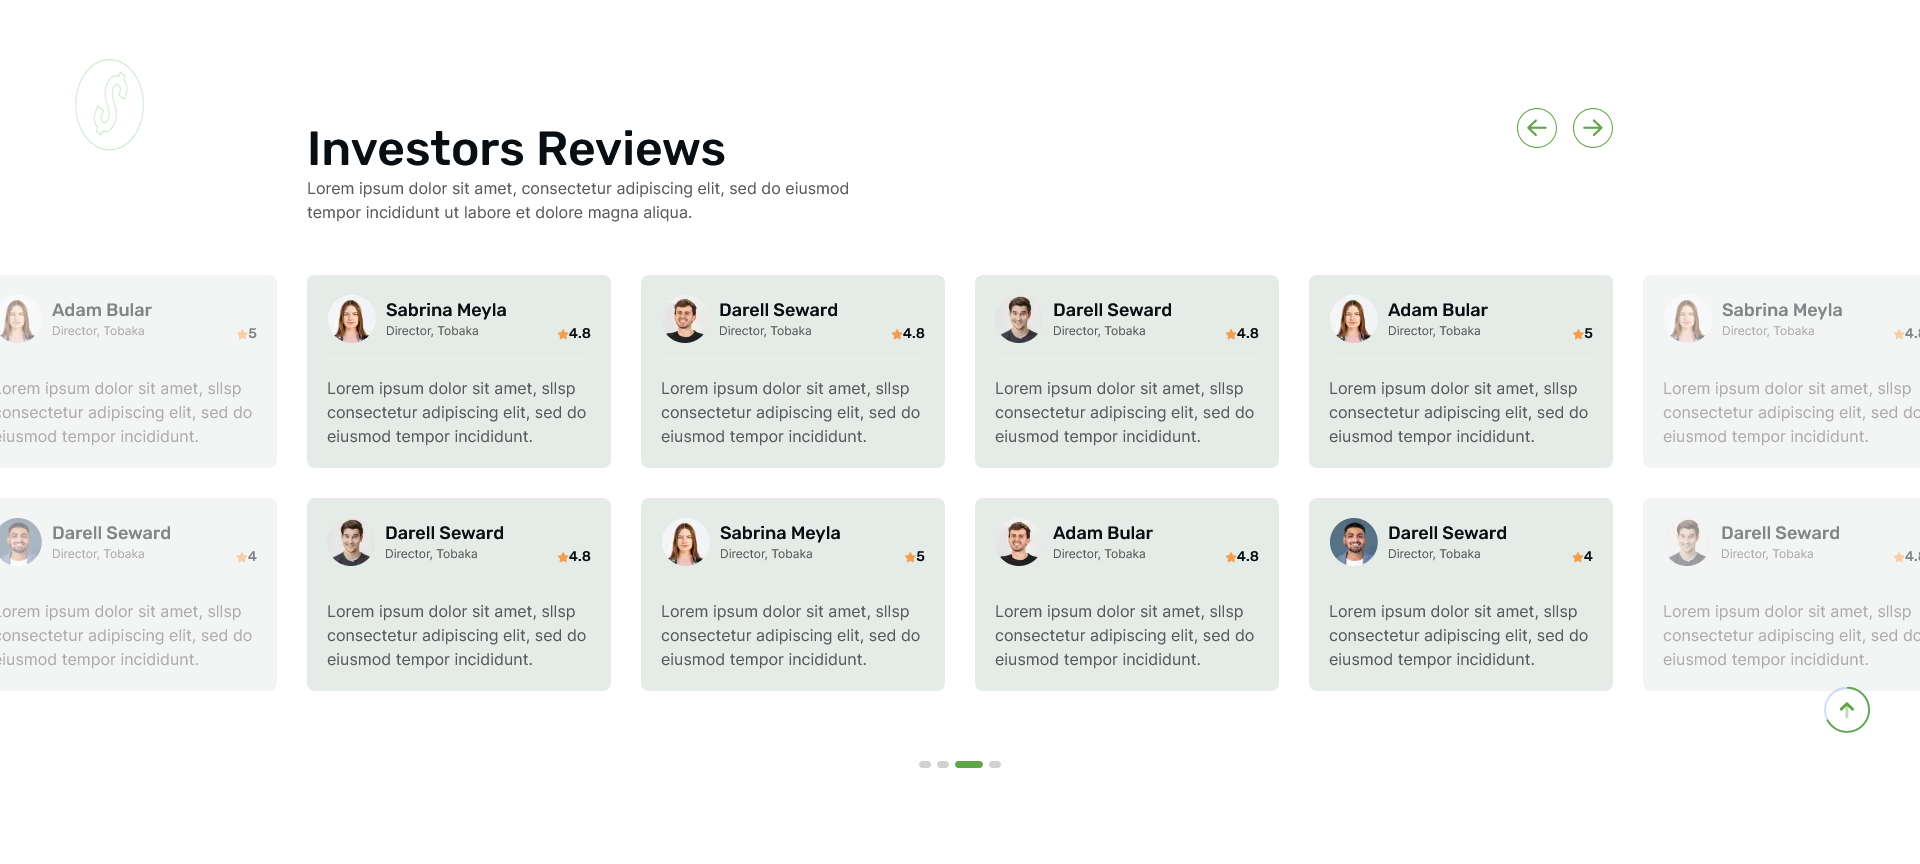 Investors Reviews
Lorem ipsum dolor sit amet, consectetur adipiscing elit, sed do eiusmod
tempor incididunt ut labore et dolore magna aliqua.
Adam Bular
Director, Tobaka
5
Lorem ipsum dolor sit amet, sllsp
consectetur adipiscing elit, sed do
eiusmod tempor incididunt.
Sabrina Meyla
Director, Tobaka
4.8
Lorem ipsum dolor sit amet, sllsp
consectetur adipiscing elit, sed do
eiusmod tempor incididunt.
Darell Seward
Director, Tobaka
4.8
Lorem ipsum dolor sit amet, sllsp
consectetur adipiscing elit, sed do
eiusmod tempor incididunt.
Darell Seward
Director, Tobaka
4.8
Lorem ipsum dolor sit amet, sllsp
consectetur adipiscing elit, sed do
eiusmod tempor incididunt.
Adam Bular
Director, Tobaka
5
Lorem ipsum dolor sit amet, sllsp
consectetur adipiscing elit, sed do
eiusmod tempor incididunt.
Sabrina Meyla
Director, Tobaka
4.8
Lorem ipsum dolor sit amet, sllsp
consectetur adipiscing elit, sed do
eiusmod tempor incididunt.
Darell Seward
Director, Tobaka
4
Lorem ipsum dolor sit amet, sllsp
consectetur adipiscing elit, sed do
eiusmod tempor incididunt.
Darell Seward
Director, Tobaka
4.8
Lorem ipsum dolor sit amet, sllsp
consectetur adipiscing elit, sed do
eiusmod tempor incididunt.
Sabrina Meyla
Director, Tobaka
5
Lorem ipsum dolor sit amet, sllsp
consectetur adipiscing elit, sed do
eiusmod tempor incididunt.
Adam Bular
Director, Tobaka
4.8
Lorem ipsum dolor sit amet, sllsp
consectetur adipiscing elit, sed do
eiusmod tempor incididunt.
Darell Seward
Director, Tobaka
4
Lorem ipsum dolor sit amet, sllsp
consectetur adipiscing elit, sed do
eiusmod tempor incididunt.
Darell Seward
Director, Tobaka
4.8
Lorem ipsum dolor sit amet, sllsp
consectetur adipiscing elit, sed do
eiusmod tempor incididunt.